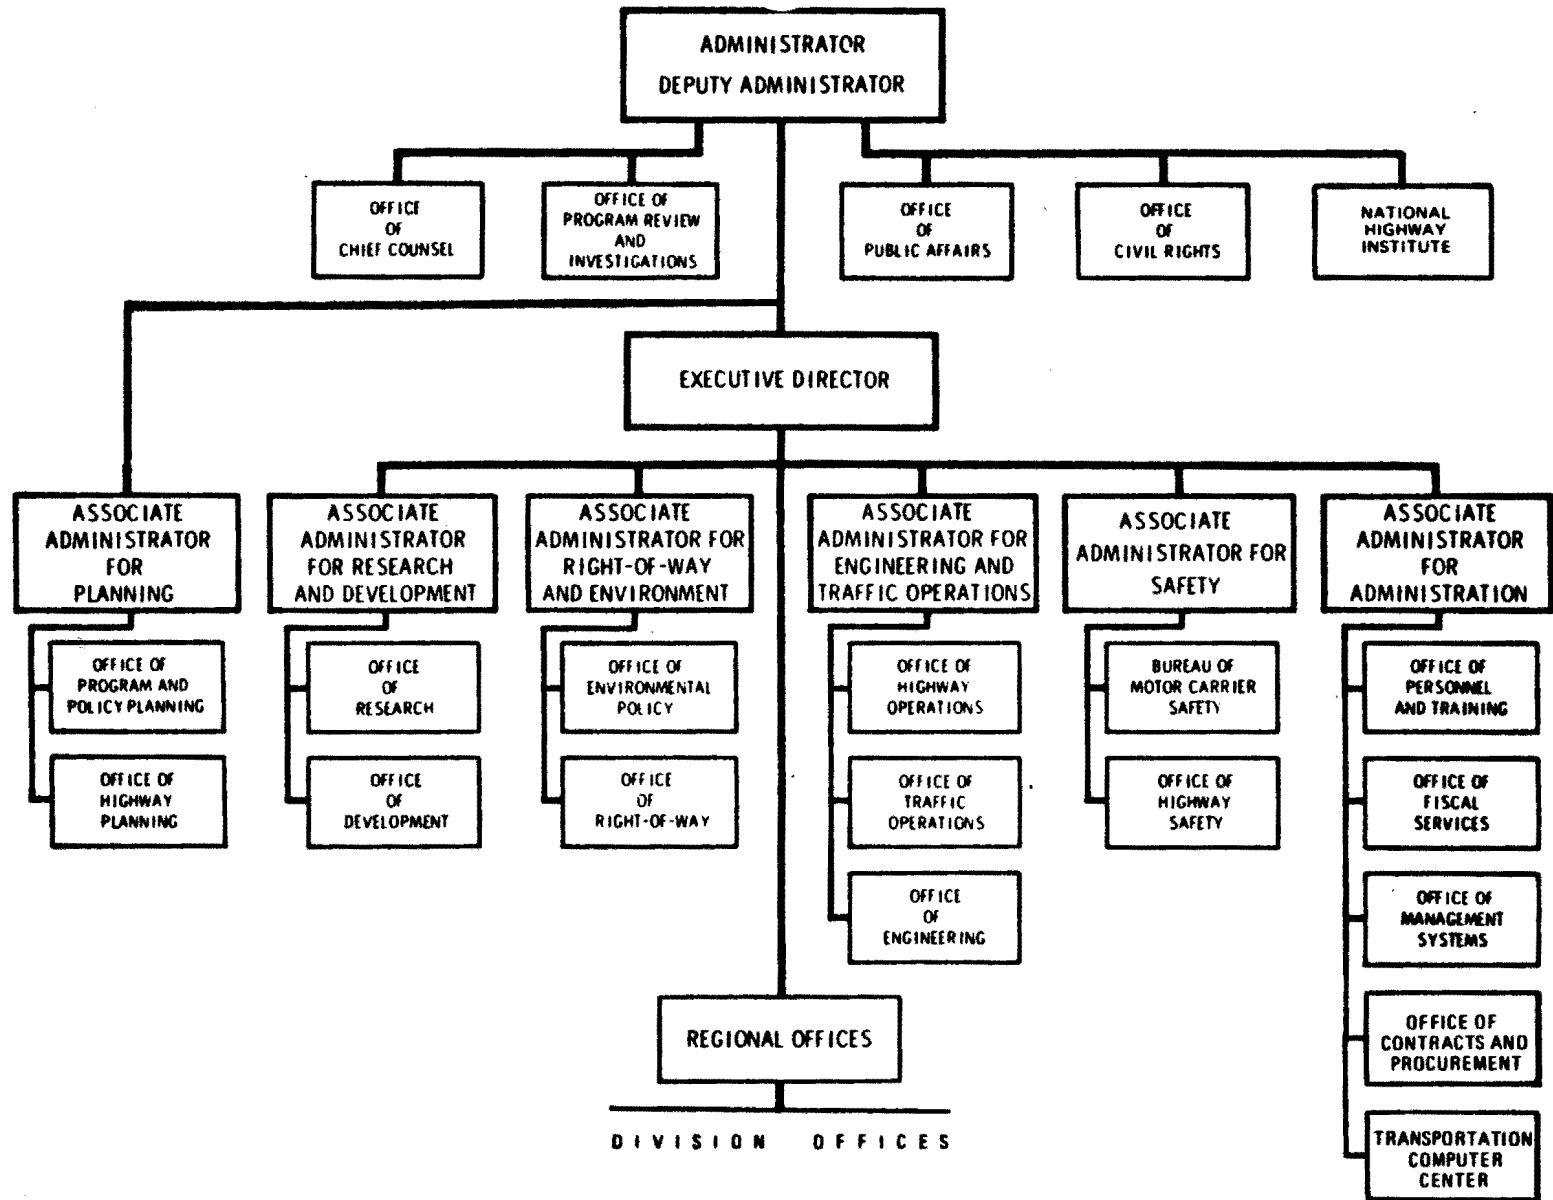 ADMINISTRATOR
DEPUTY ADMINISTRATOR
OFFICE
OF
CHIEF COUNSEL
OFFICE OF
PROGRAM REVIEW
AND
INVESTIGATIONS
OFFICE
OF
PUBLIC AFFAIRS
OFFICE
OF
CIVIL RIGHTS
NATIONAL
HIGHWAY
INSTITUTE
EXECUTIVE DIRECTOR
ASSOCIATE
ADMINISTRATOR
FOR
PLANNING
OFFICE OF
PROGRAM AND
POLICY PLANNING
OFFICE OF
HIGHWAY
PLANNING
ASSOCIATE
ADMINISTRATOR
FOR RESEARCH
AND DEVELOPMENT
OFFICE
OF
RESEARCH
OFFICE
OF
DEVELOPMENT
ASSOCIATE
ADMINISTRATOR FOR
RIGHT-OF-WAY
AND ENVIRONMENT
OFFICE OF
ENVIRONMENTAL
POLICY
OFFICE
OF
RIGHT-OF-WAY
ASSOCIATE
ADMINISTRATOR FOR
ENGINEERING AND
TRAFFIC OPERATIONS
OFFICE OF
HIGHWAY
OPERATIONS
OFFICE OF
TRAFFIC
OPERATIONS
OFFICE
OF
ENGINEERING
ASSOCIATE
ADMINISTRATOR FOR
SAFETY
BUREAU OF
MOTOR CARRIER
SAFETY
OFFICE OF
HIGHWAY
SAFETY
ASSOCIATE
ADMINISTRATOR
FOR
ADMINISTRATION
OFFICE OF
PERSONNEL
AND TRAINING
OFFICE OF
FISCAL
SERVICES
OFFICE OF
MANAGEMENT
SYSTEMS
OFFICE OF
CONTRACTS AND
PROCUREMENT
TRANSPORTATION
COMPUTER
CENTER
REGIONAL OFFICES
DIVISION OFFICES